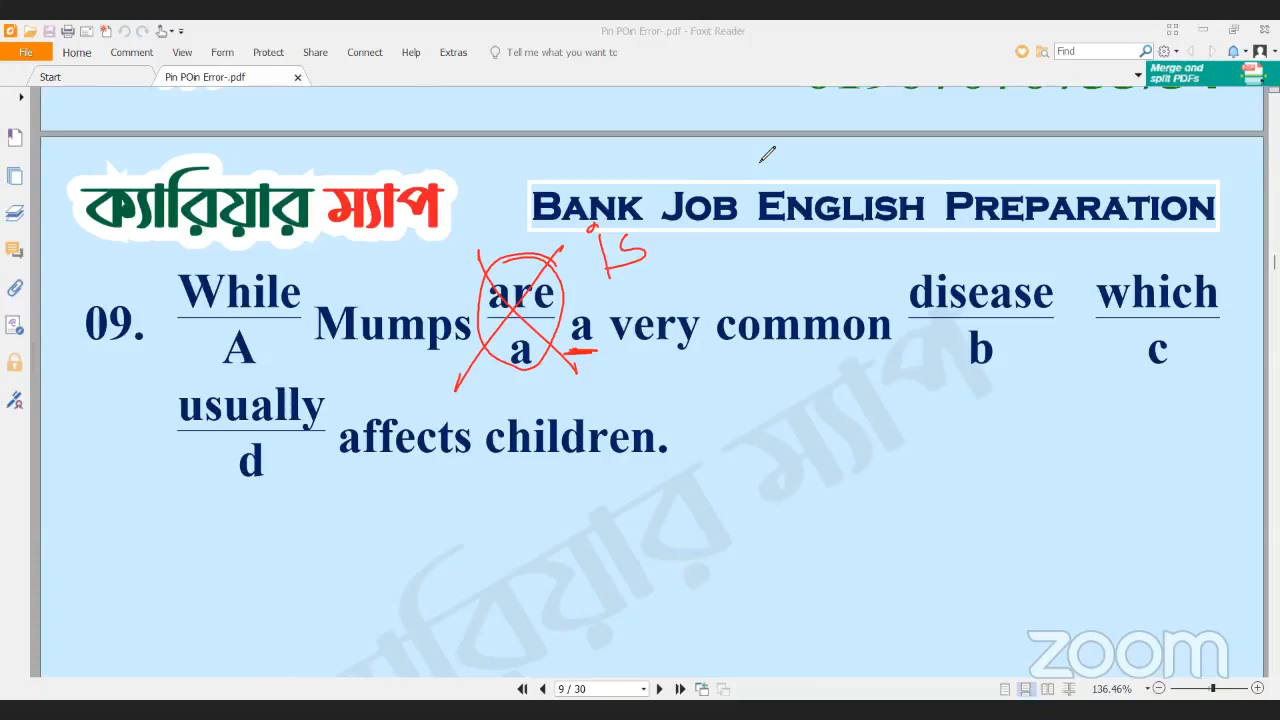 Pin POin Error-.pdf - Foxit Reader
File Home Comment View Form Protect Share Connect Help Extras Tell me what you want to Find
Start Pin POin Error-.pdf Merge and split PDFs
ক্যারিয়ার ম্যাপ BANK JOB ENGLISH PREPARATION
is
09. While Mumps are a very common disease which
A a b c
usually affects children.
d
ক্যারিয়ার ম্যাপ
zoom
9 / 30 136.46%